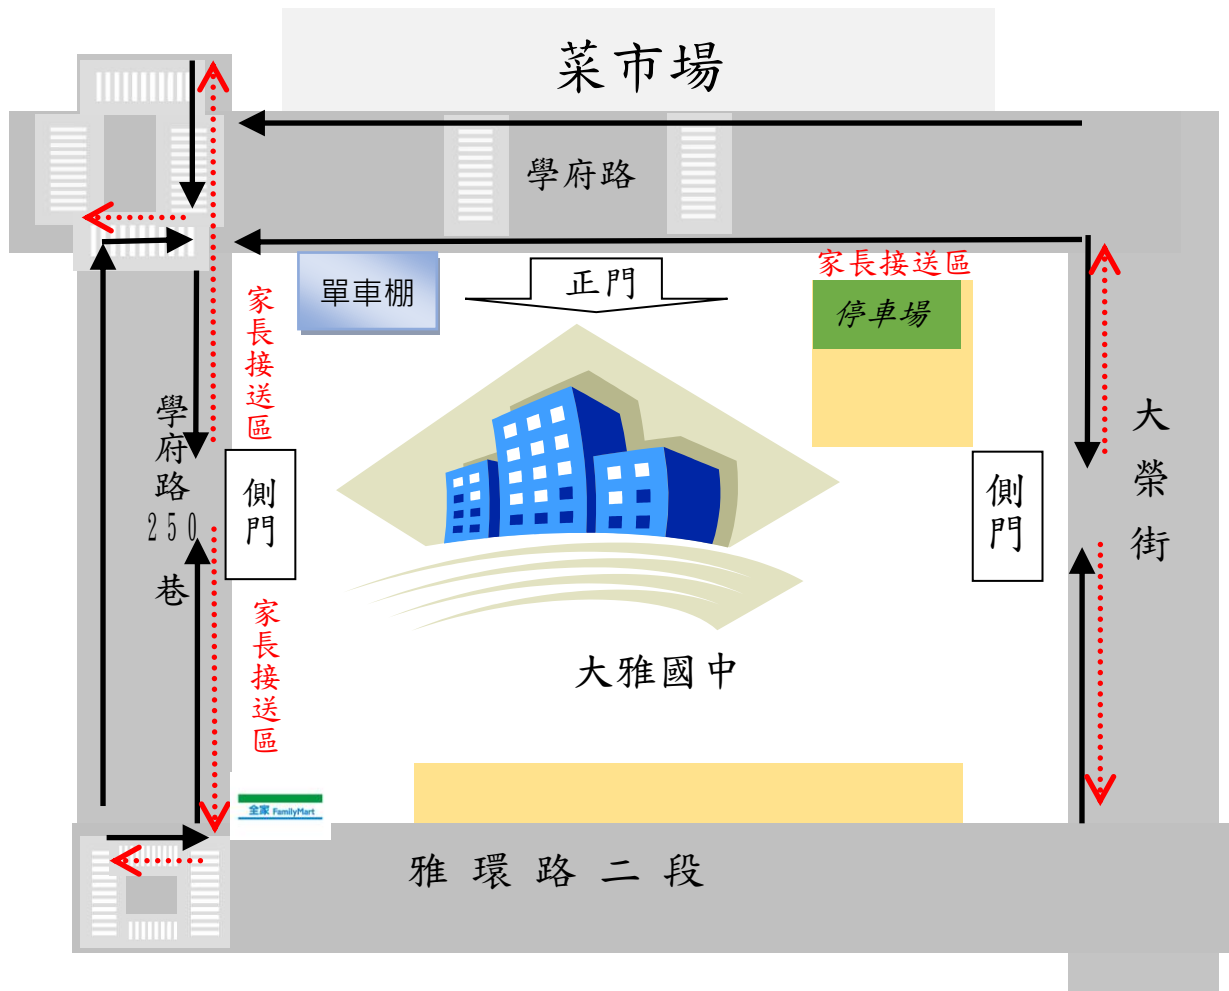 菜市場
學府路
家長接送區
正門
單車棚
停車場
家長接送區
學府路250巷
大榮街
側門
側門
家長接送區
大雅國中
全家 FamilyMart
雅環路二段